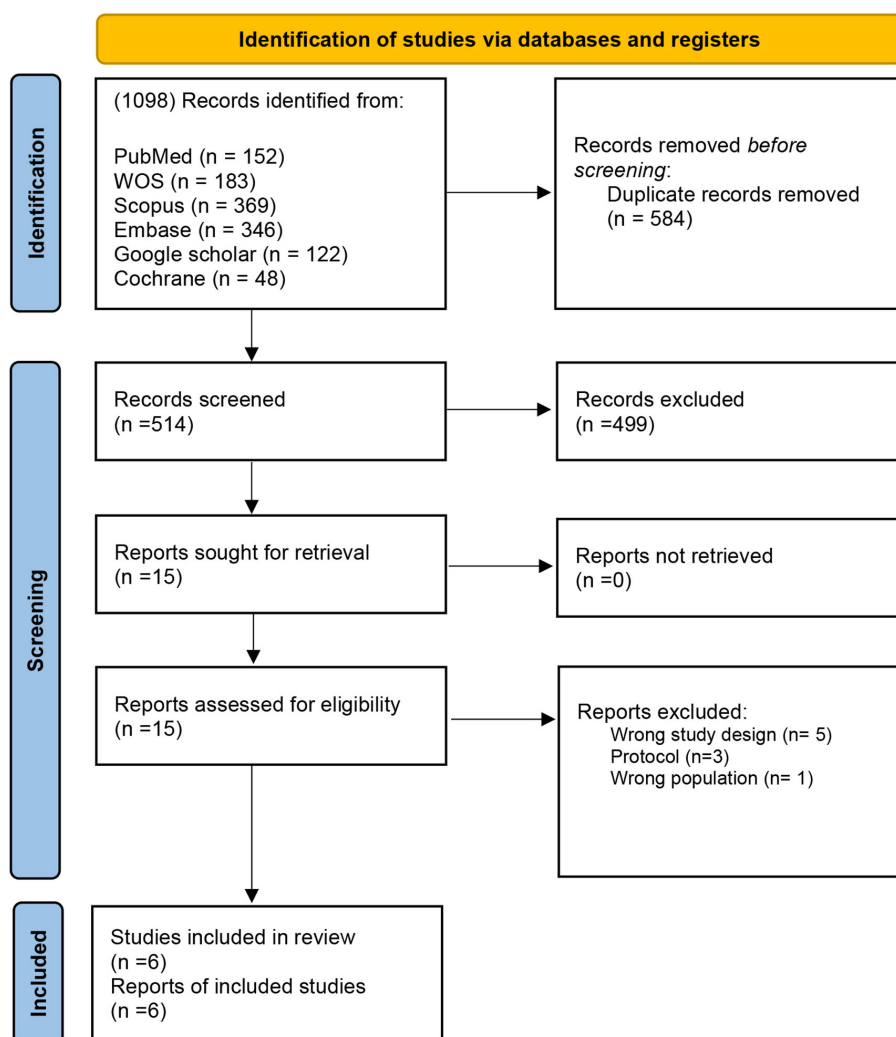 Identification of studies via databases and registers
Identification
(1098) Records identified from:
PubMed (n = 152)
WOS (n = 183)
Scopus (n = 369)
Embase (n = 346)
Google scholar (n = 122)
Cochrane (n = 48)
Records removed before
screening:
Duplicate records removed
(n = 584)
Screening
Records screened
(n =514)
Records excluded
(n =499)
Reports sought for retrieval
(n =15)
Reports not retrieved
(n =0)
Reports assessed for eligibility
(n =15)
Reports excluded:
Wrong study design (n= 5)
Protocol (n=3)
Wrong population (n= 1)
Included
Studies included in review
(n =6)
Reports of included studies
(n =6)